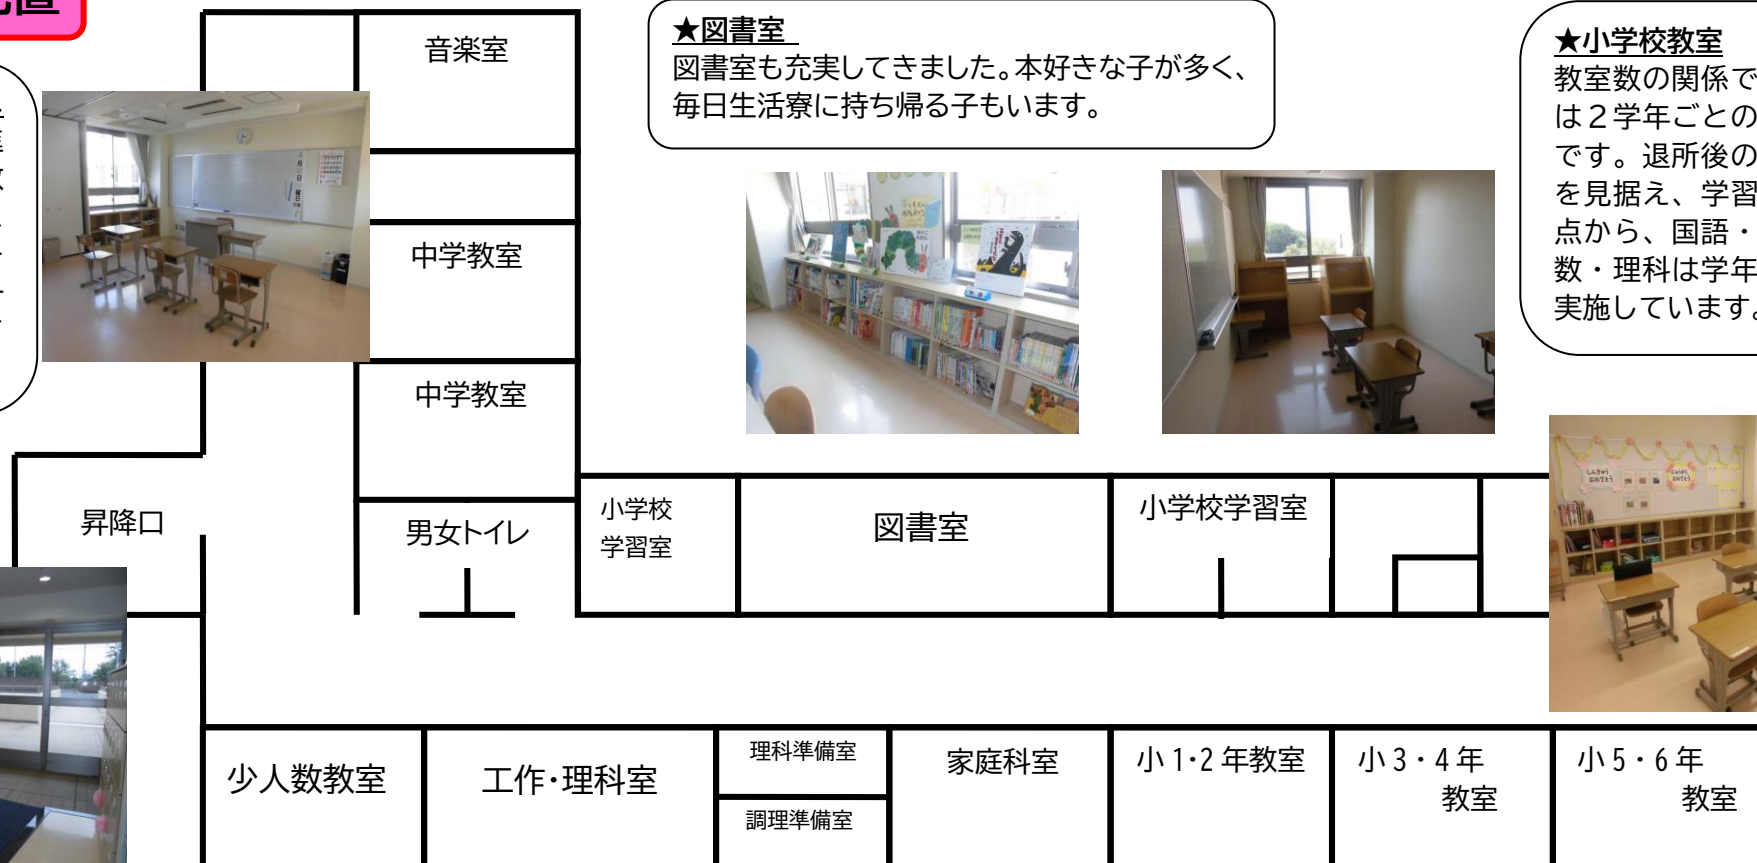 ★図書室
図書室も充実してきました。本好きな子が多く、
毎日生活寮に持ち帰る子もいます。
★小学校教室
教室数の関係で
は２学年ごとの
です。退所後の
を見据え、学習
点から、国語・
数・理科は学年
実施しています。
音楽室
中学教室
中学教室
昇降口
男女トイレ
小学校
学習室
図書室
小学校学習室
少人数教室
工作・理科室
理科準備室
調理準備室
家庭科室
小1・2年教室
小3・4年
教室
小5・6年
教室